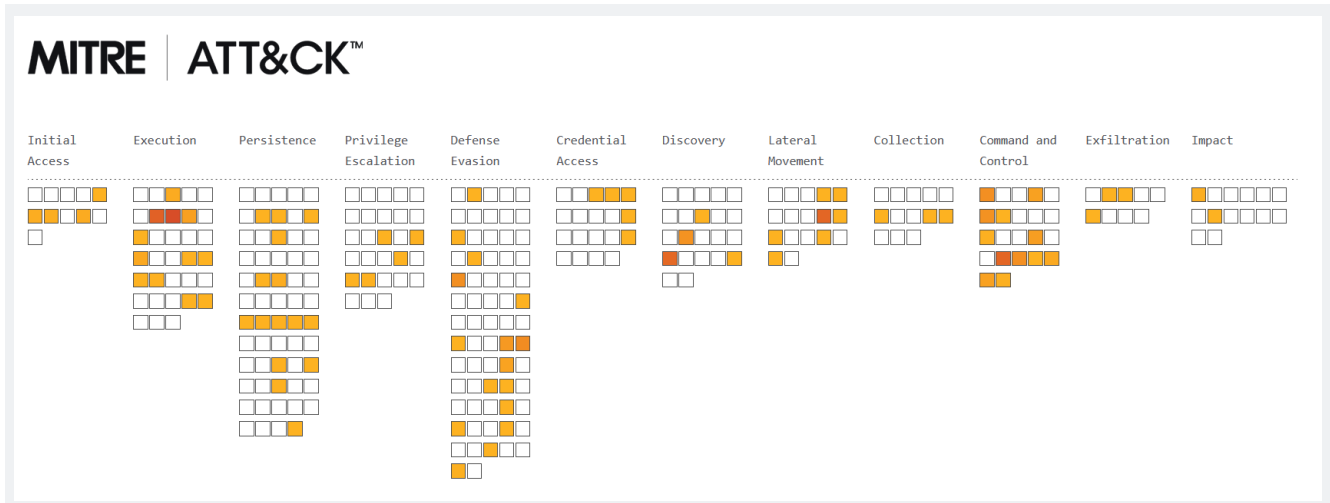 MITRE | ATT&CK™
Initial Access
Execution
Persistence
Privilege Escalation
Defense Evasion
Credential Access
Discovery
Lateral Movement
Collection
Command and Control
Exfiltration
Impact